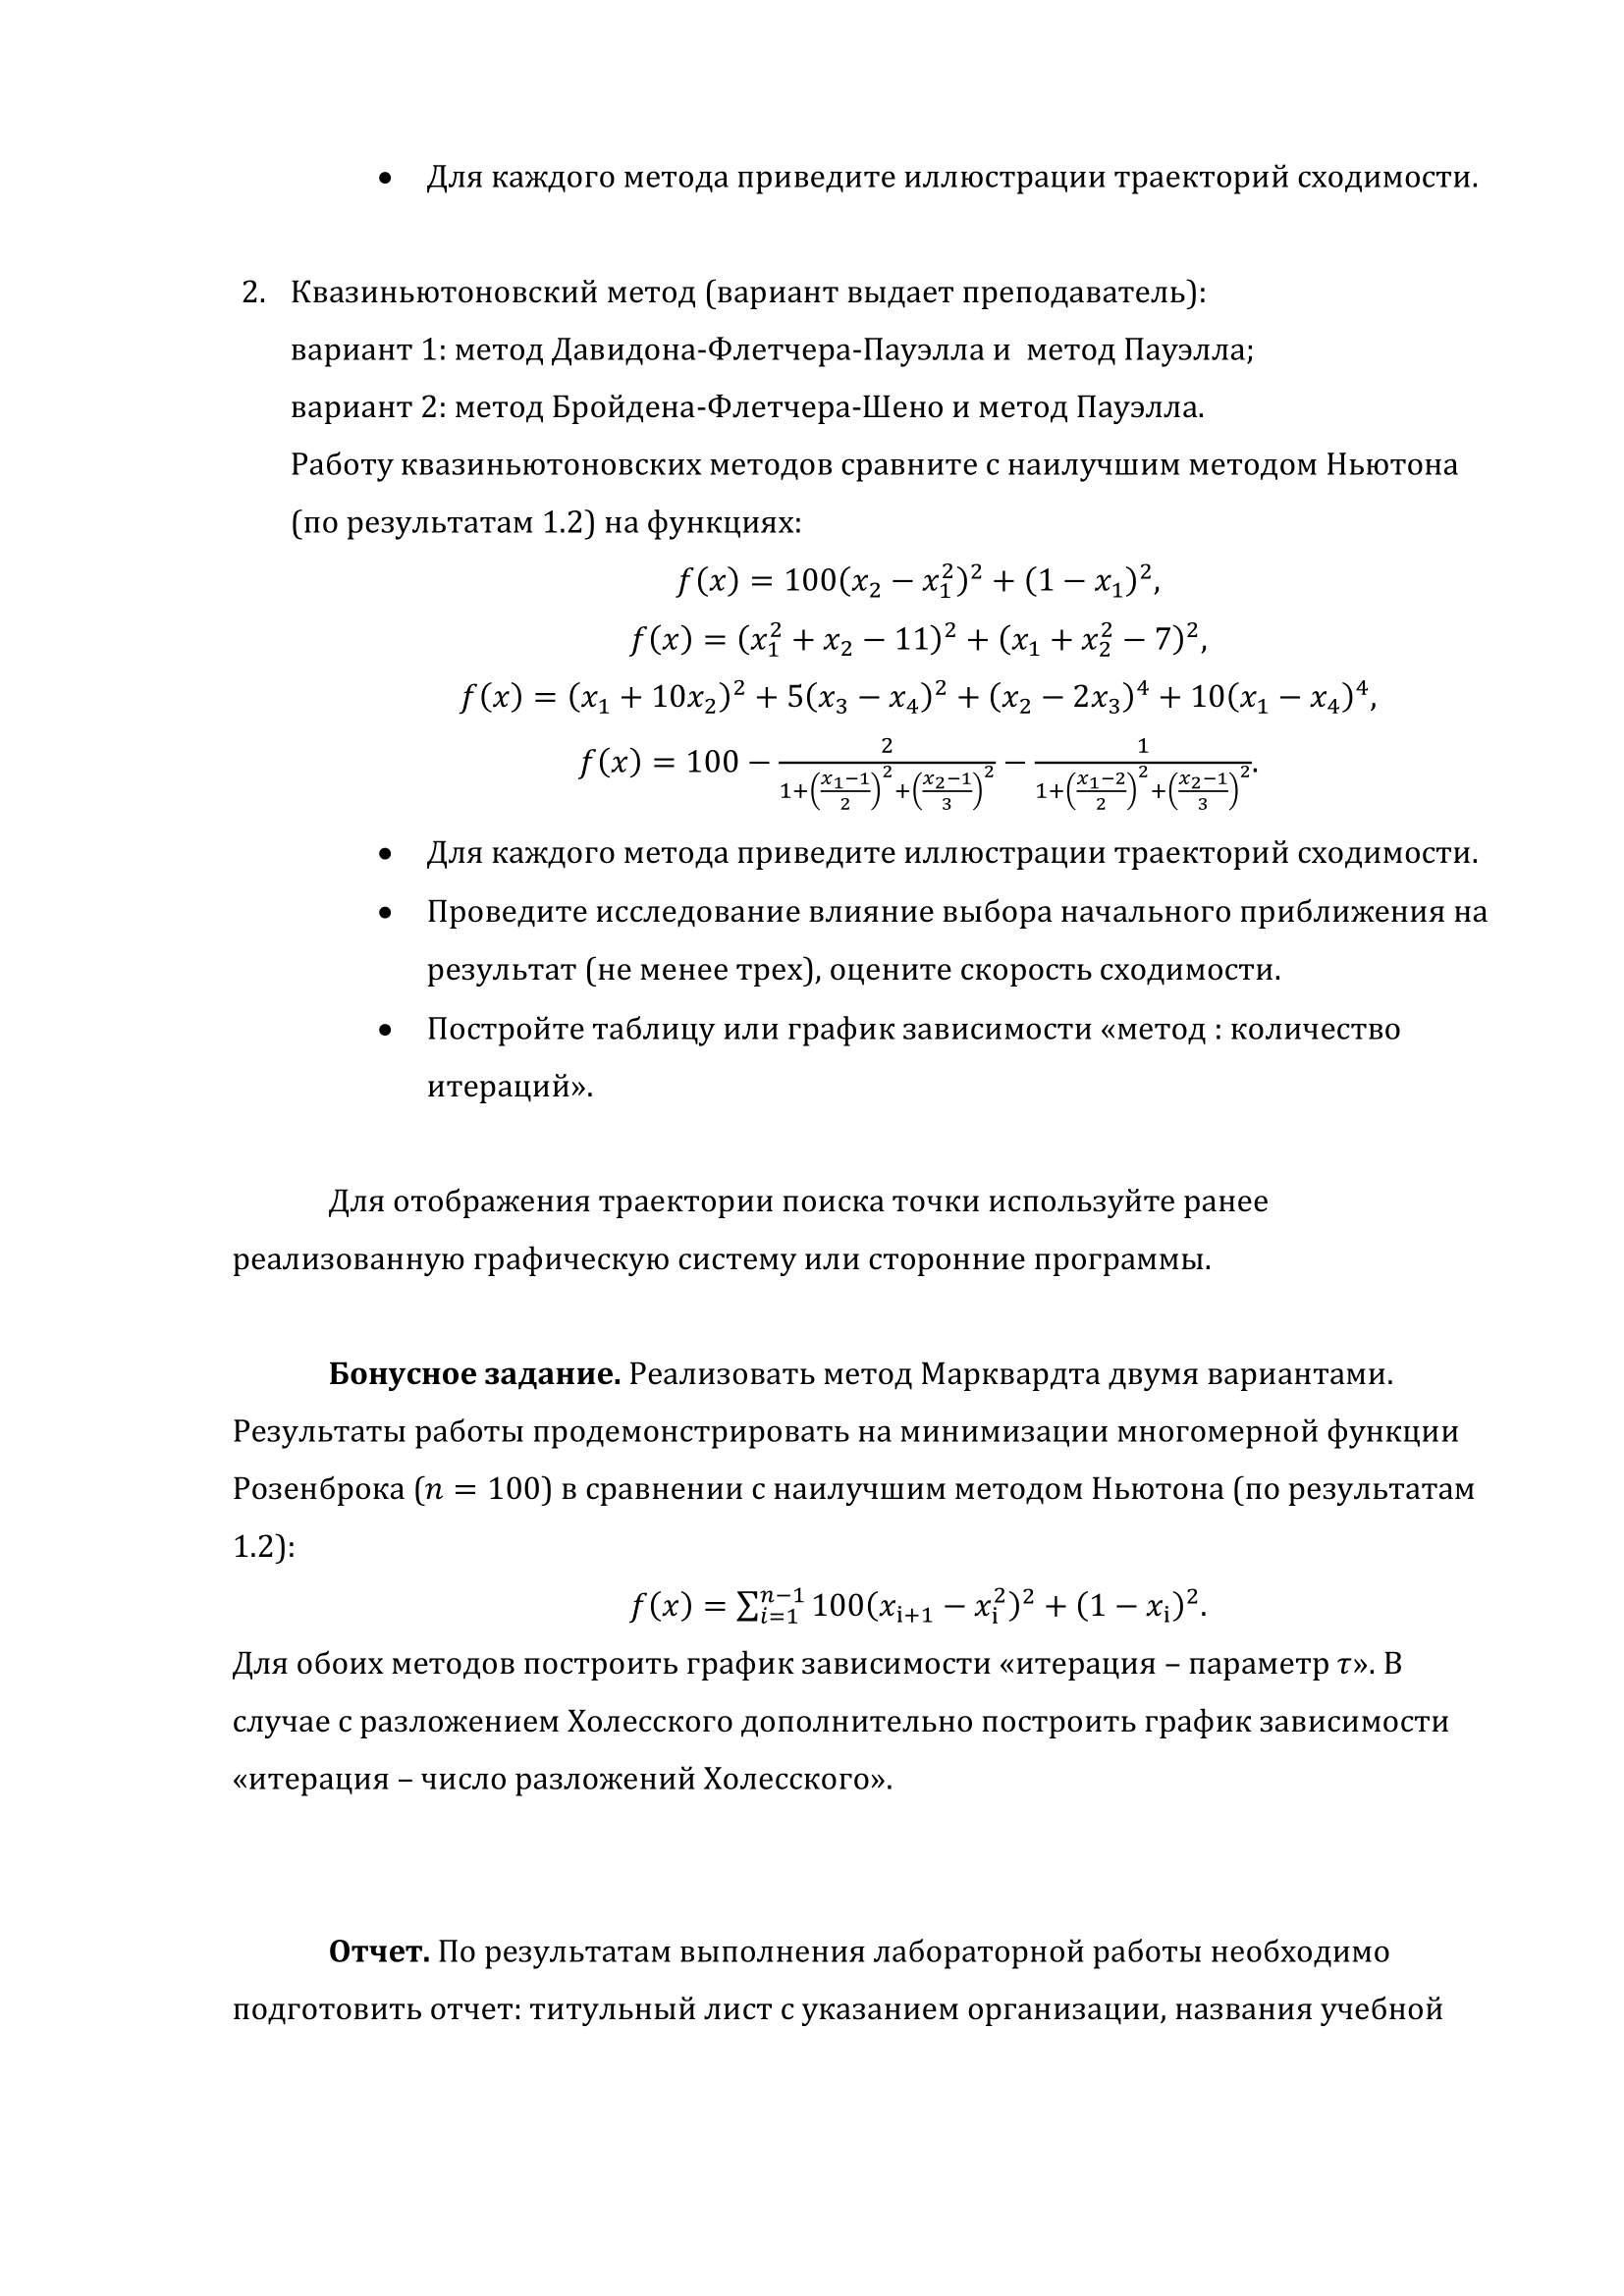 • Для каждого метода приведите иллюстрации траекторий сходимости.
2. Квазиньютоновский метод (вариант выдает преподаватель):
вариант 1: метод Давидона-Флетчера-Пауэлла и  метод Пауэлла;
вариант 2: метод Бройдена-Флетчера-Шено и метод Пауэлла.
Работу квазиньютоновских методов сравните с наилучшим методом Ньютона
(по результатам 1.2) на функциях:
$f(x) = 100(x_2 - x_1^2)^2 + (1 - x_1)^2,$
$f(x) = (x_1^2 + x_2 - 11)^2 + (x_1 + x_2^2 - 7)^2,$
$f(x) = (x_1 + 10x_2)^2 + 5(x_3 - x_4)^2 + (x_2 - 2x_3)^4 + 10(x_1 - x_4)^4,$
$f(x) = 100 - \frac{2}{1+\left(\frac{x_1-1}{2}\right)^2+\left(\frac{x_2-1}{3}\right)^2} - \frac{1}{1+\left(\frac{x_1-2}{2}\right)^2+\left(\frac{x_2-1}{3}\right)^2}.$
• Для каждого метода приведите иллюстрации траекторий сходимости.
• Проведите исследование влияние выбора начального приближения на
результат (не менее трех), оцените скорость сходимости.
• Постройте таблицу или график зависимости «метод : количество
итераций».
Для отображения траектории поиска точки используйте ранее
реализованную графическую систему или сторонние программы.
Бонусное задание. Реализовать метод Марквардта двумя вариантами.
Результаты работы продемонстрировать на минимизации многомерной функции
Розенброка ($n = 100$) в сравнении с наилучшим методом Ньютона (по результатам
1.2):
$f(x) = \sum_{i=1}^{n-1} 100(x_{i+1} - x_i^2)^2 + (1 - x_i)^2.$
Для обоих методов построить график зависимости «итерация – параметр $\tau$». В
случае с разложением Холесского дополнительно построить график зависимости
«итерация – число разложений Холесского».
Отчет. По результатам выполнения лабораторной работы необходимо
подготовить отчет: титульный лист с указанием организации, названия учебной